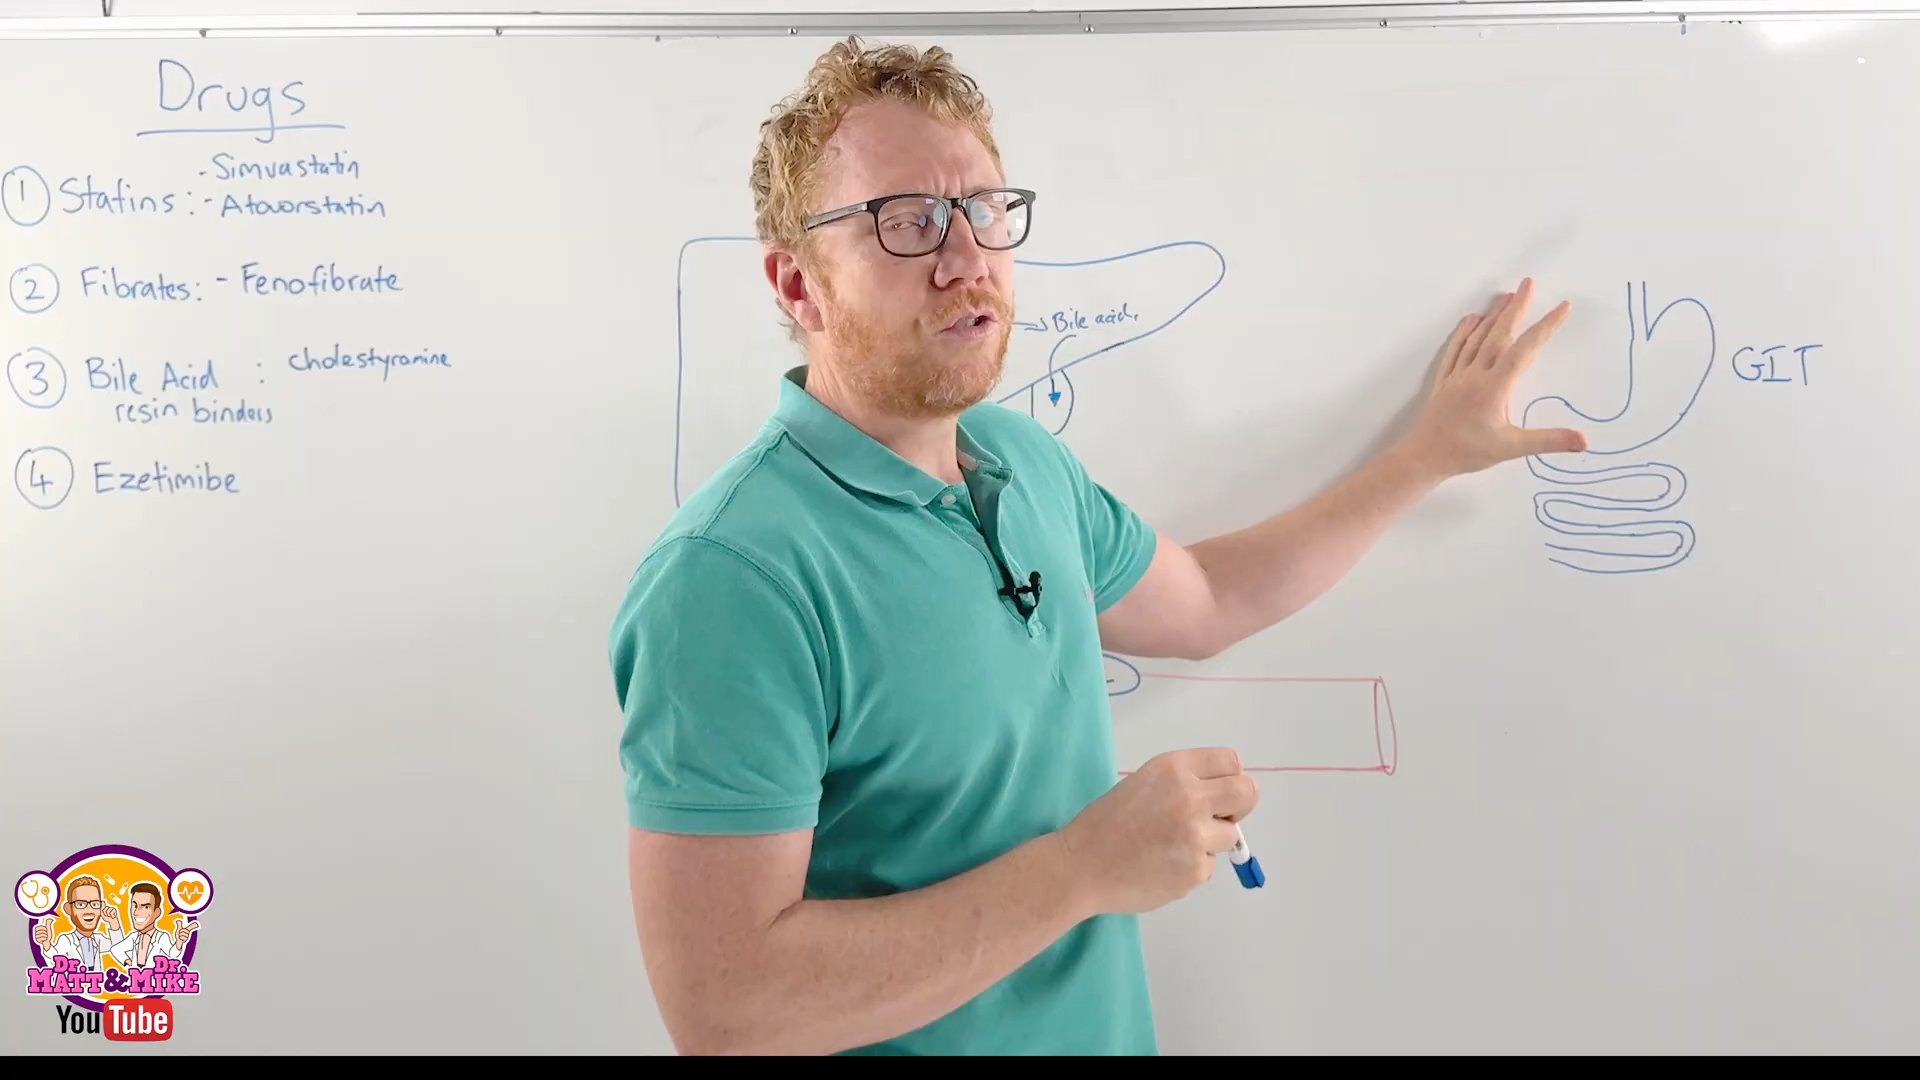 Drugs
① Statins: - Simvastatin
- Atovorstatin
② Fibrates: - Fenofibrate
③ Bile Acid : cholestyramine
resin binders
④ Ezetimibe
→ Bile acid.
GIT
Dr. Dr.
MATT & MIKE
YouTube